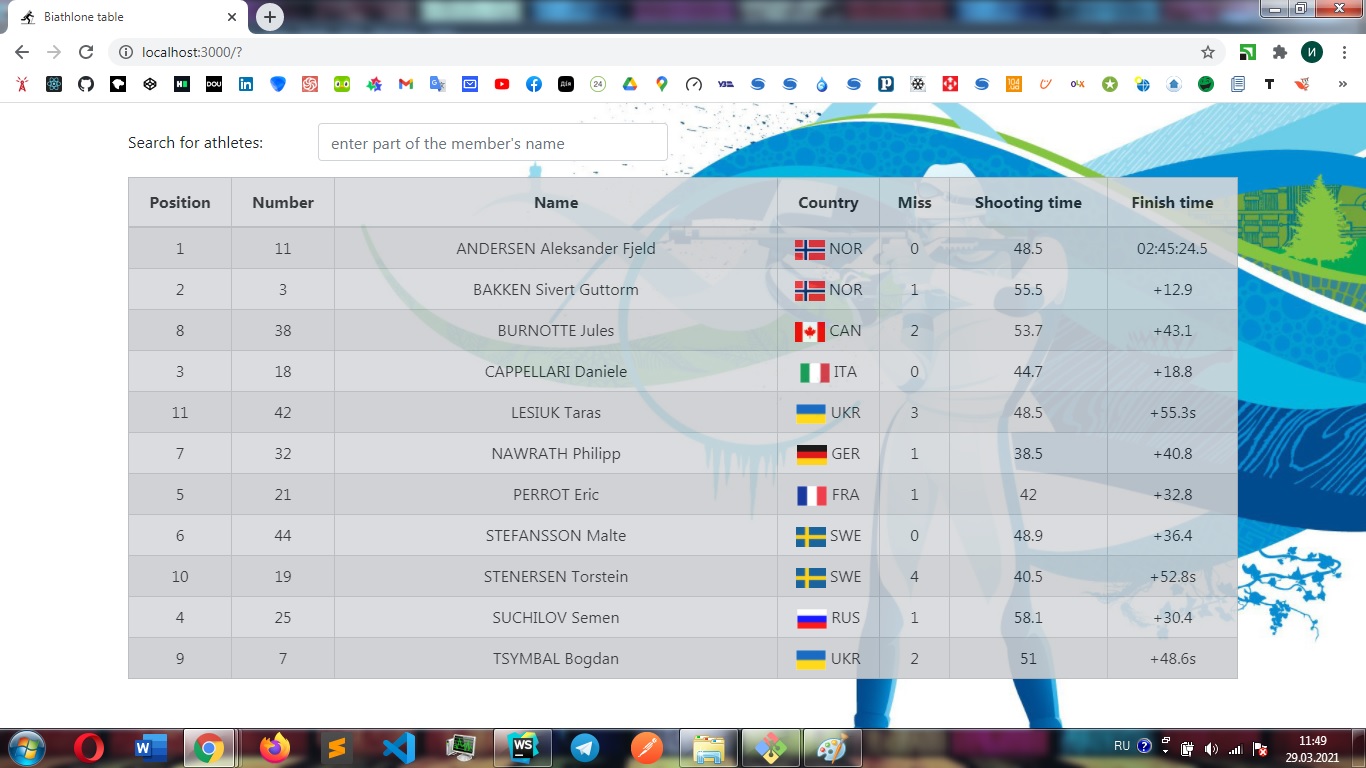 Biathlone table
localhost:3000/?
И
DOU
24
104
OLX
T
Search for athletes: enter part of the member's name
Position Number Name Country Miss Shooting time Finish time
1 11 ANDERSEN Aleksander Fjeld NOR 0 48.5 02:45:24.5
2 3 BAKKEN Sivert Guttorm NOR 1 55.5 +12.9
8 38 BURNOTTE Jules CAN 2 53.7 +43.1
3 18 CAPPELLARI Daniele ITA 0 44.7 +18.8
11 42 LESIUK Taras UKR 3 48.5 +55.3s
7 32 NAWRATH Philipp GER 1 38.5 +40.8
5 21 PERROT Eric FRA 1 42 +32.8
6 44 STEFANSSON Malte SWE 0 48.9 +36.4
10 19 STENERSEN Torstein SWE 4 40.5 +52.8s
4 25 SUCHILOV Semen RUS 1 58.1 +30.4
9 7 TSYMBAL Bogdan UKR 2 51 +48.6s
WS
RU
11:49
29.03.2021